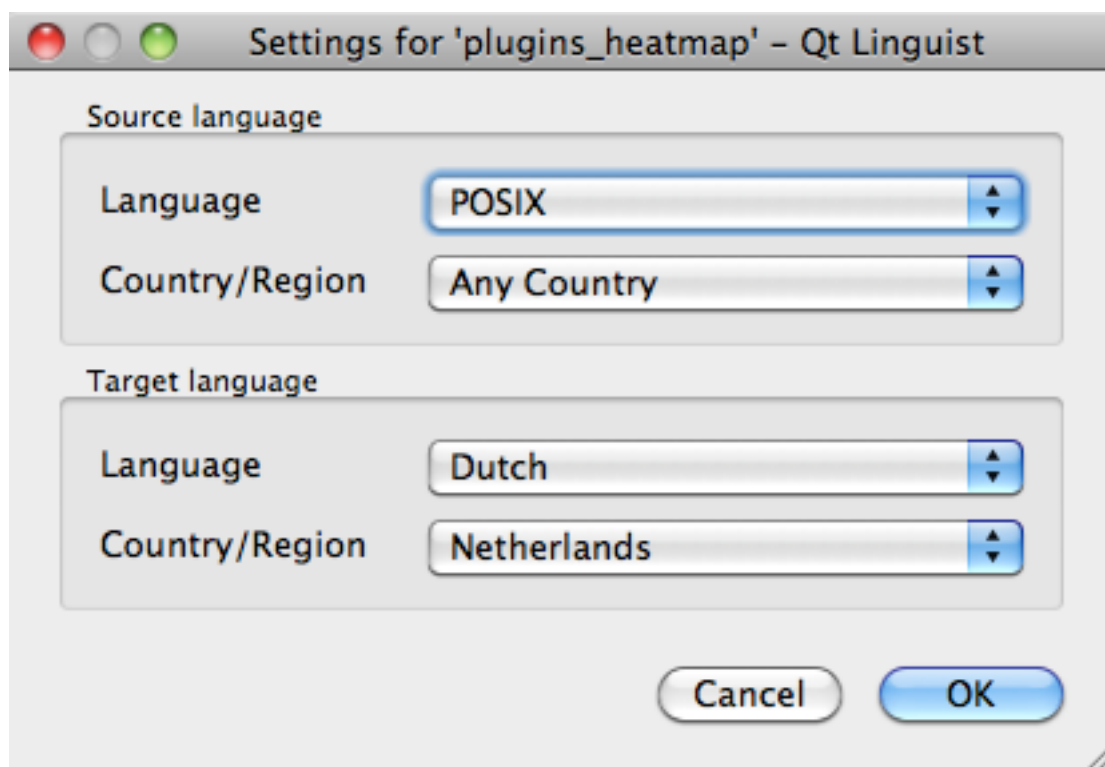 Settings for 'plugins_heatmap' – Qt Linguist
Source language
Language POSIX
Country/Region Any Country
Target language
Language Dutch
Country/Region Netherlands
Cancel OK